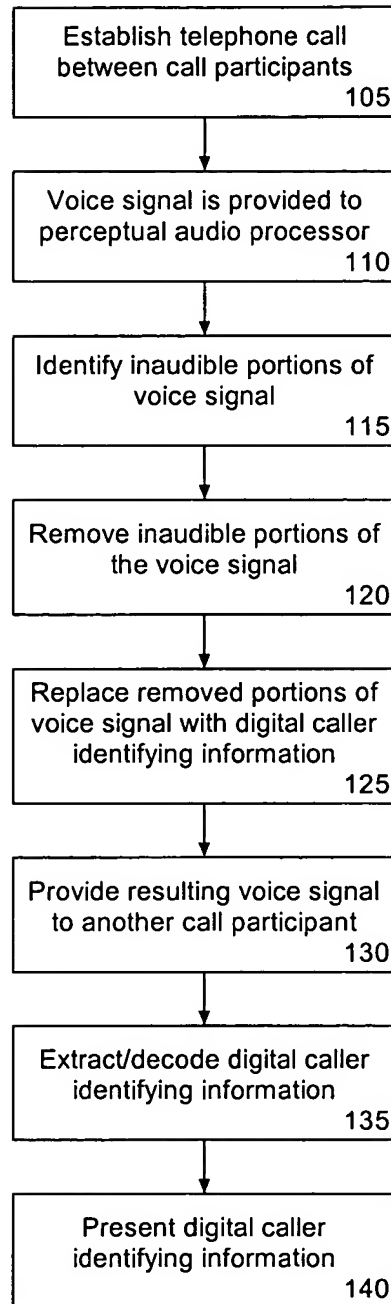 Establish telephone call
between call participants
105
Voice signal is provided to
perceptual audio processor
110
Identify inaudible portions of
voice signal
115
Remove inaudible portions of
the voice signal
120
Replace removed portions of
voice signal with digital caller
identifying information
125
Provide resulting voice signal
to another call participant
130
Extract/decode digital caller
identifying information
135
Present digital caller
identifying information
140